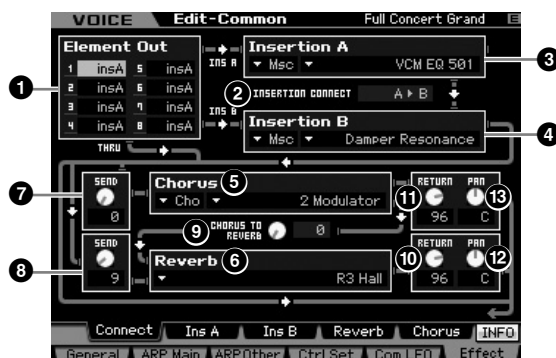 VOICE Edit-Common Full Concert Grand E
Element Out
1 insA 5 insA
2 insA 6 insA
3 insA 7 insA
4 insA 8 insA
THRU
INS A
INS B
Insertion A
Msc VCM EQ 501
INSERTION CONNECT A▸B
Insertion B
Msc Damper Resonance
SEND
0
Chorus
Cho 2 Modulator
RETURN PAN
96 C
CHORUS TO REVERB 0
SEND
9
Reverb
R3 Hall
RETURN PAN
96 C
Connect Ins A Ins B Reverb Chorus INFO
General ARP Main ARP Other Ctrl Set Com LFO Effect
1
2
3
4
5
6
7
8
9
10
11
12
13